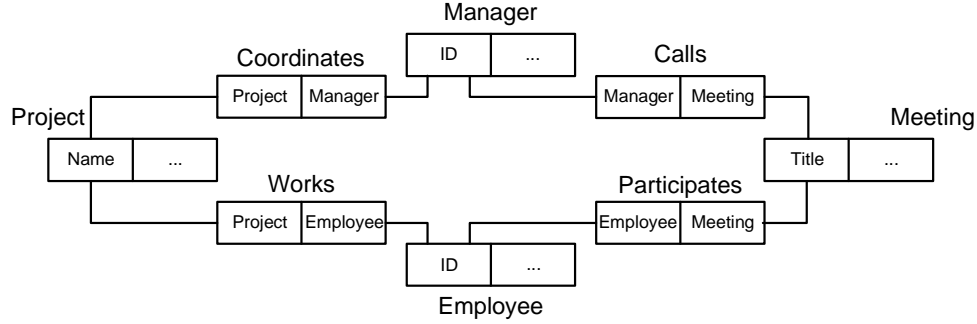 Manager
ID ...
Coordinates
Project Manager
Calls
Manager Meeting
Project
Name ...
Meeting
Title ...
Works
Project Employee
Participates
Employee Meeting
ID ...
Employee